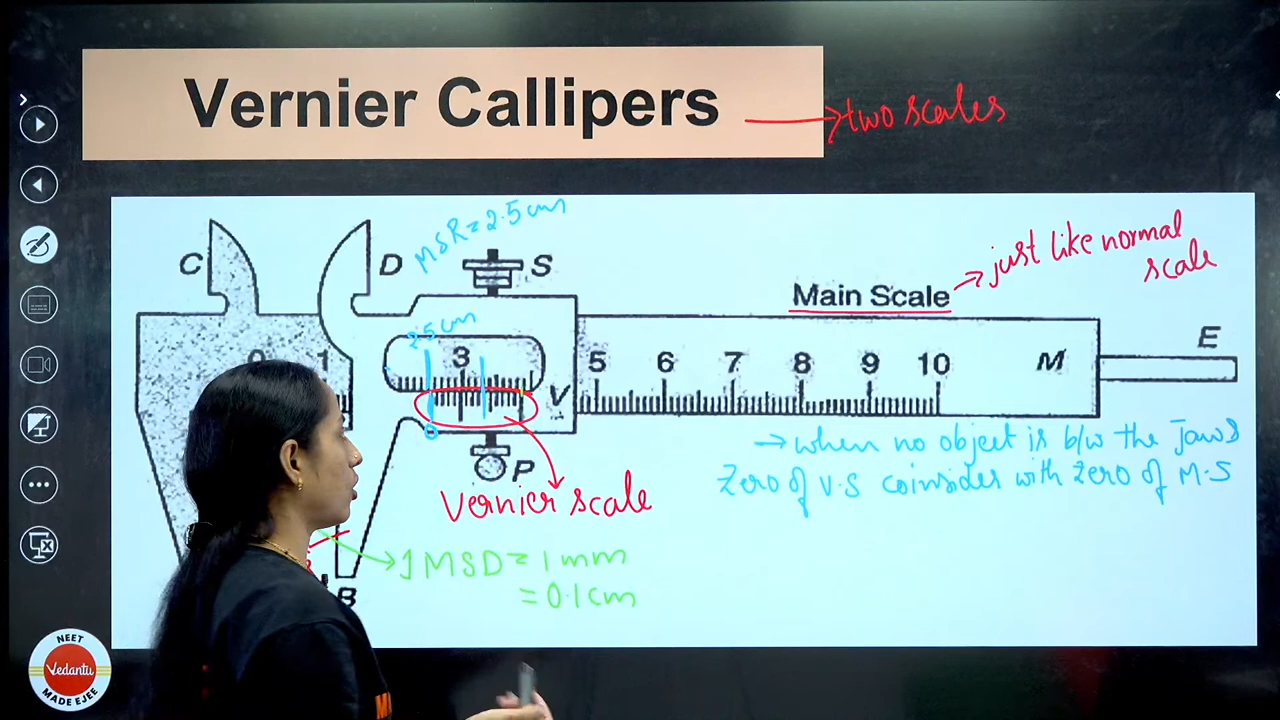 Vernier Callipers
two scales
MSR = 2.5 cm
just like normal
scale
C
D
S
Main Scale
E
2.5 cm
0 1 3 5 6 7 8 9 10
M
V
0
P
when no object is b/w the Jaws
Zero of V.S coinsides with zero of M.S
Vernier scale
1 MSD = 1 mm
= 0.1 cm
B
NEET
Vedantu
MADE EJEE